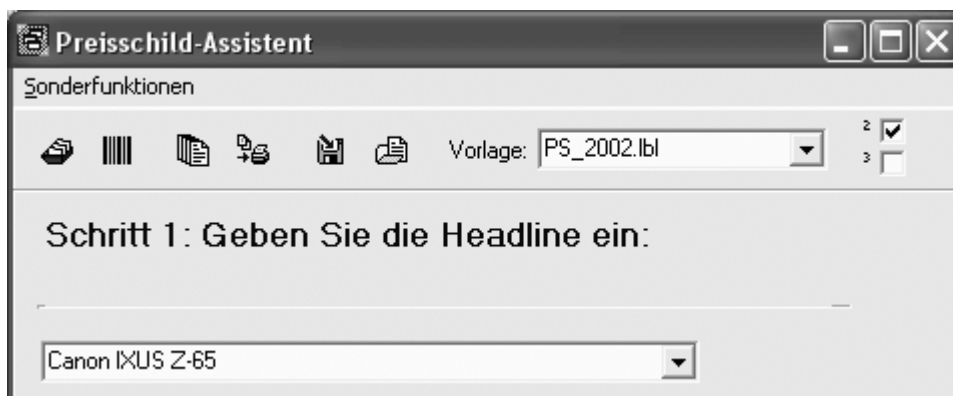 Preisschild-Assistent
Sonderfunktionen
Vorlage: PS_2002.lbl
2
3
Schritt 1: Geben Sie die Headline ein:
Canon IXUS Z-65